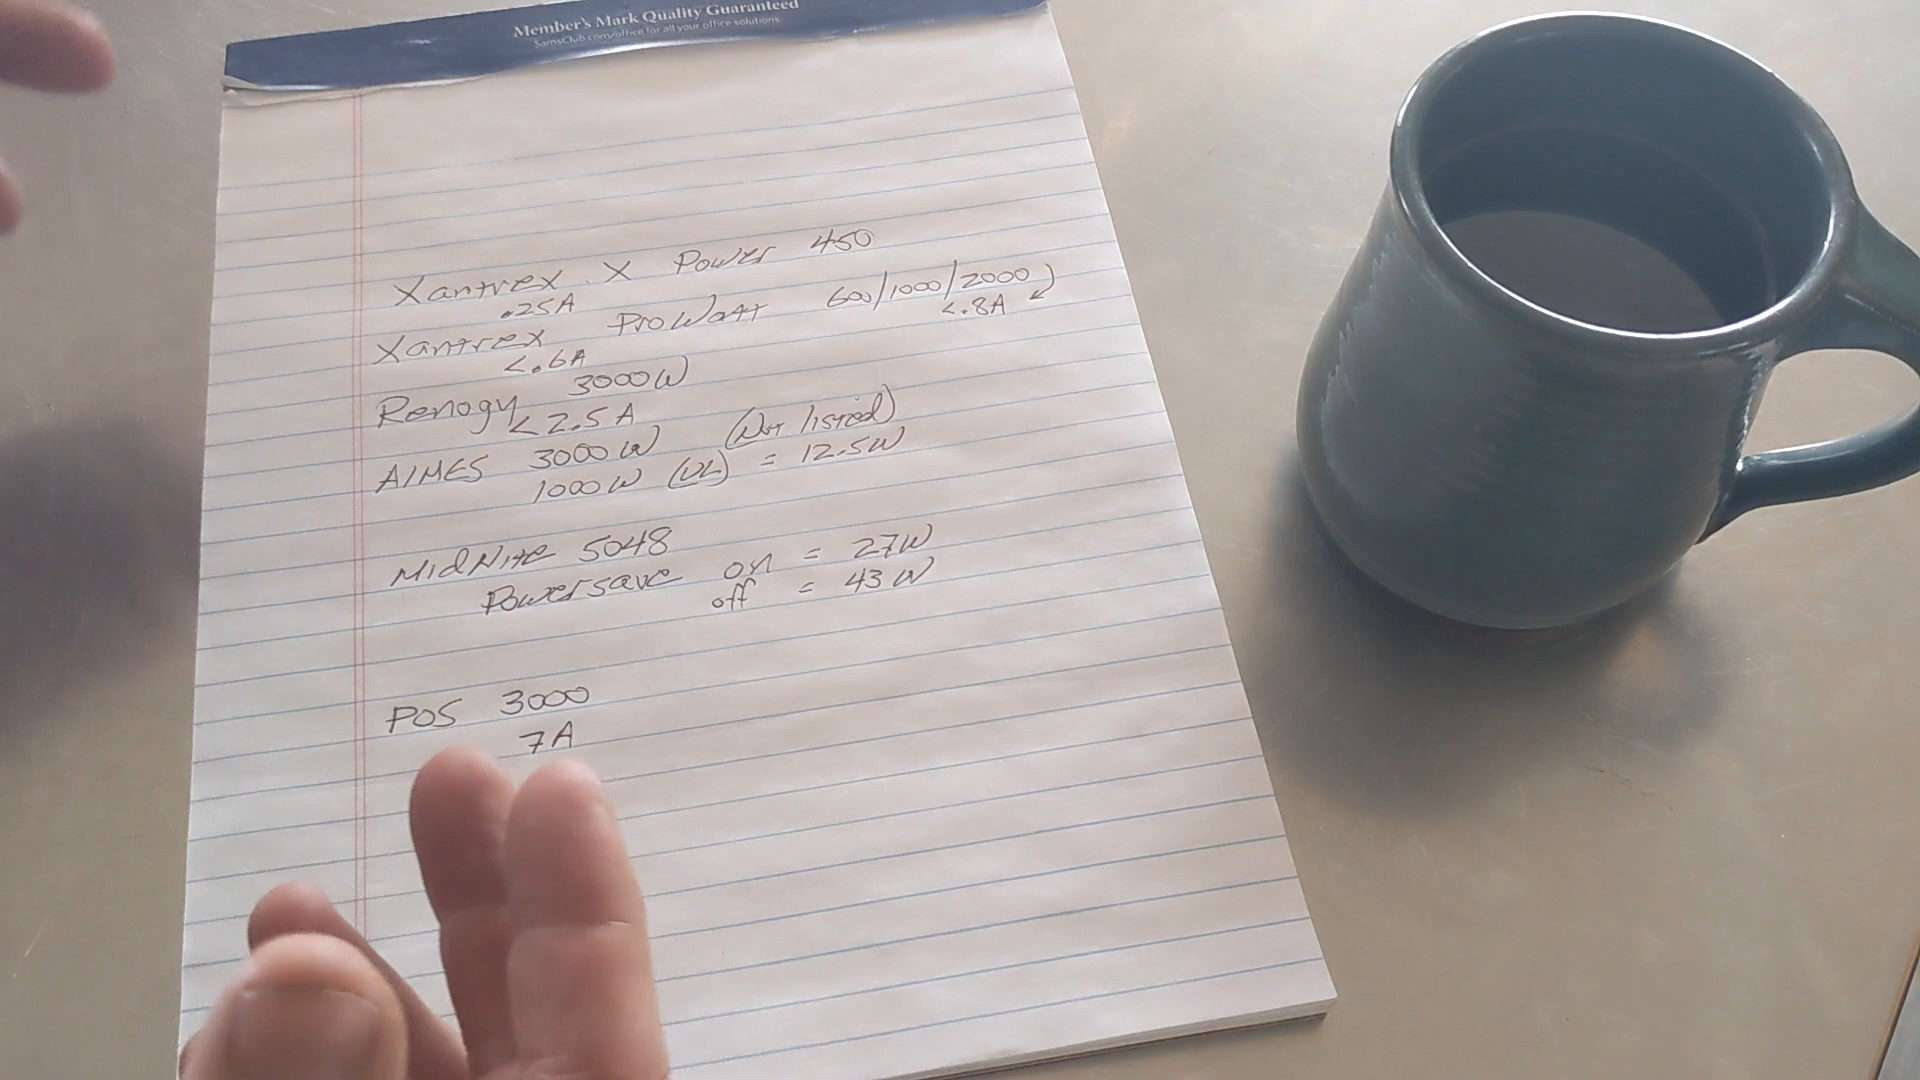 Member's Mark Quality Guaranteed
SamsClub.com/office for all your office solutions
Xantrex X Power 450
.25A
Xantrex ProWatt 600/1000/2000)
<.6A <.8A
Renogy 3000W
<2.5A
AIMES 3000W (Not listed)
1000W (UL) = 12.5W
MidNite 5048
Powersave on = 27W
off = 43W
POS 3000
7A